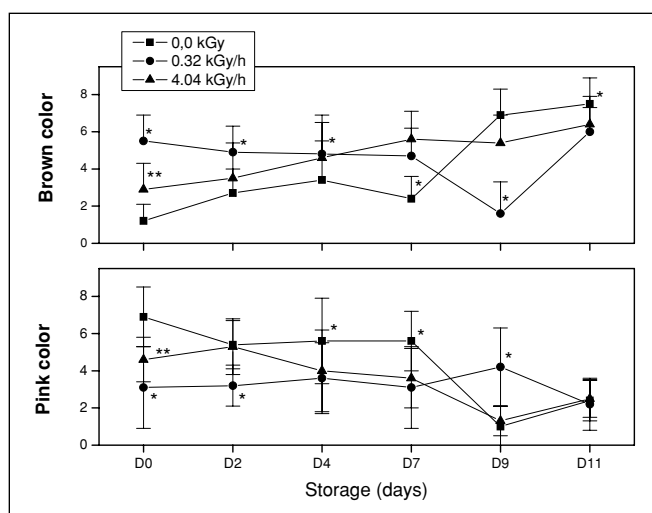 0,0 kGy
0.32 kGy/h
4.04 kGy/h
Brown color
8
6
4
2
0
* * * * * *
**
Pink color
8
6
4
2
0
* * * * *
**
D0 D2 D4 D7 D9 D11
Storage (days)